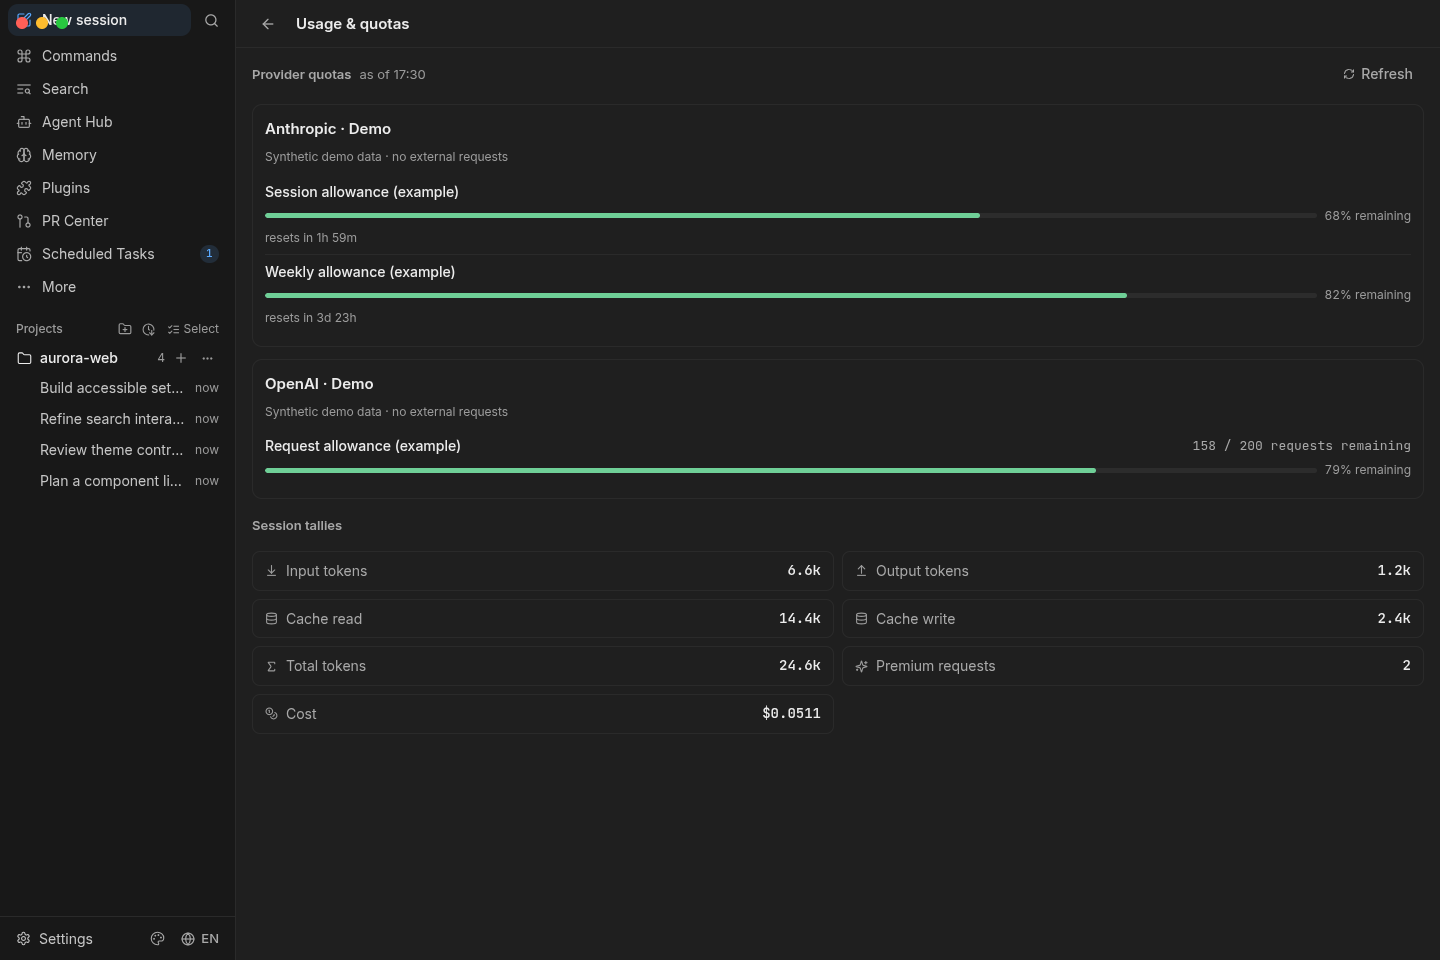 New session
Commands
Search
Agent Hub
Memory
Plugins
PR Center
Scheduled Tasks 1
More
Projects Select
aurora-web 4
Build accessible set... now
Refine search intera... now
Review theme contr... now
Plan a component li... now
Settings EN
Usage & quotas
Provider quotas as of 17:30 Refresh
Anthropic · Demo
Synthetic demo data · no external requests
Session allowance (example)
68% remaining
resets in 1h 59m
Weekly allowance (example)
82% remaining
resets in 3d 23h
OpenAI · Demo
Synthetic demo data · no external requests
Request allowance (example) 158 / 200 requests remaining
79% remaining
Session tallies
Input tokens 6.6k
Output tokens 1.2k
Cache read 14.4k
Cache write 2.4k
Total tokens 24.6k
Premium requests 2
Cost $0.0511